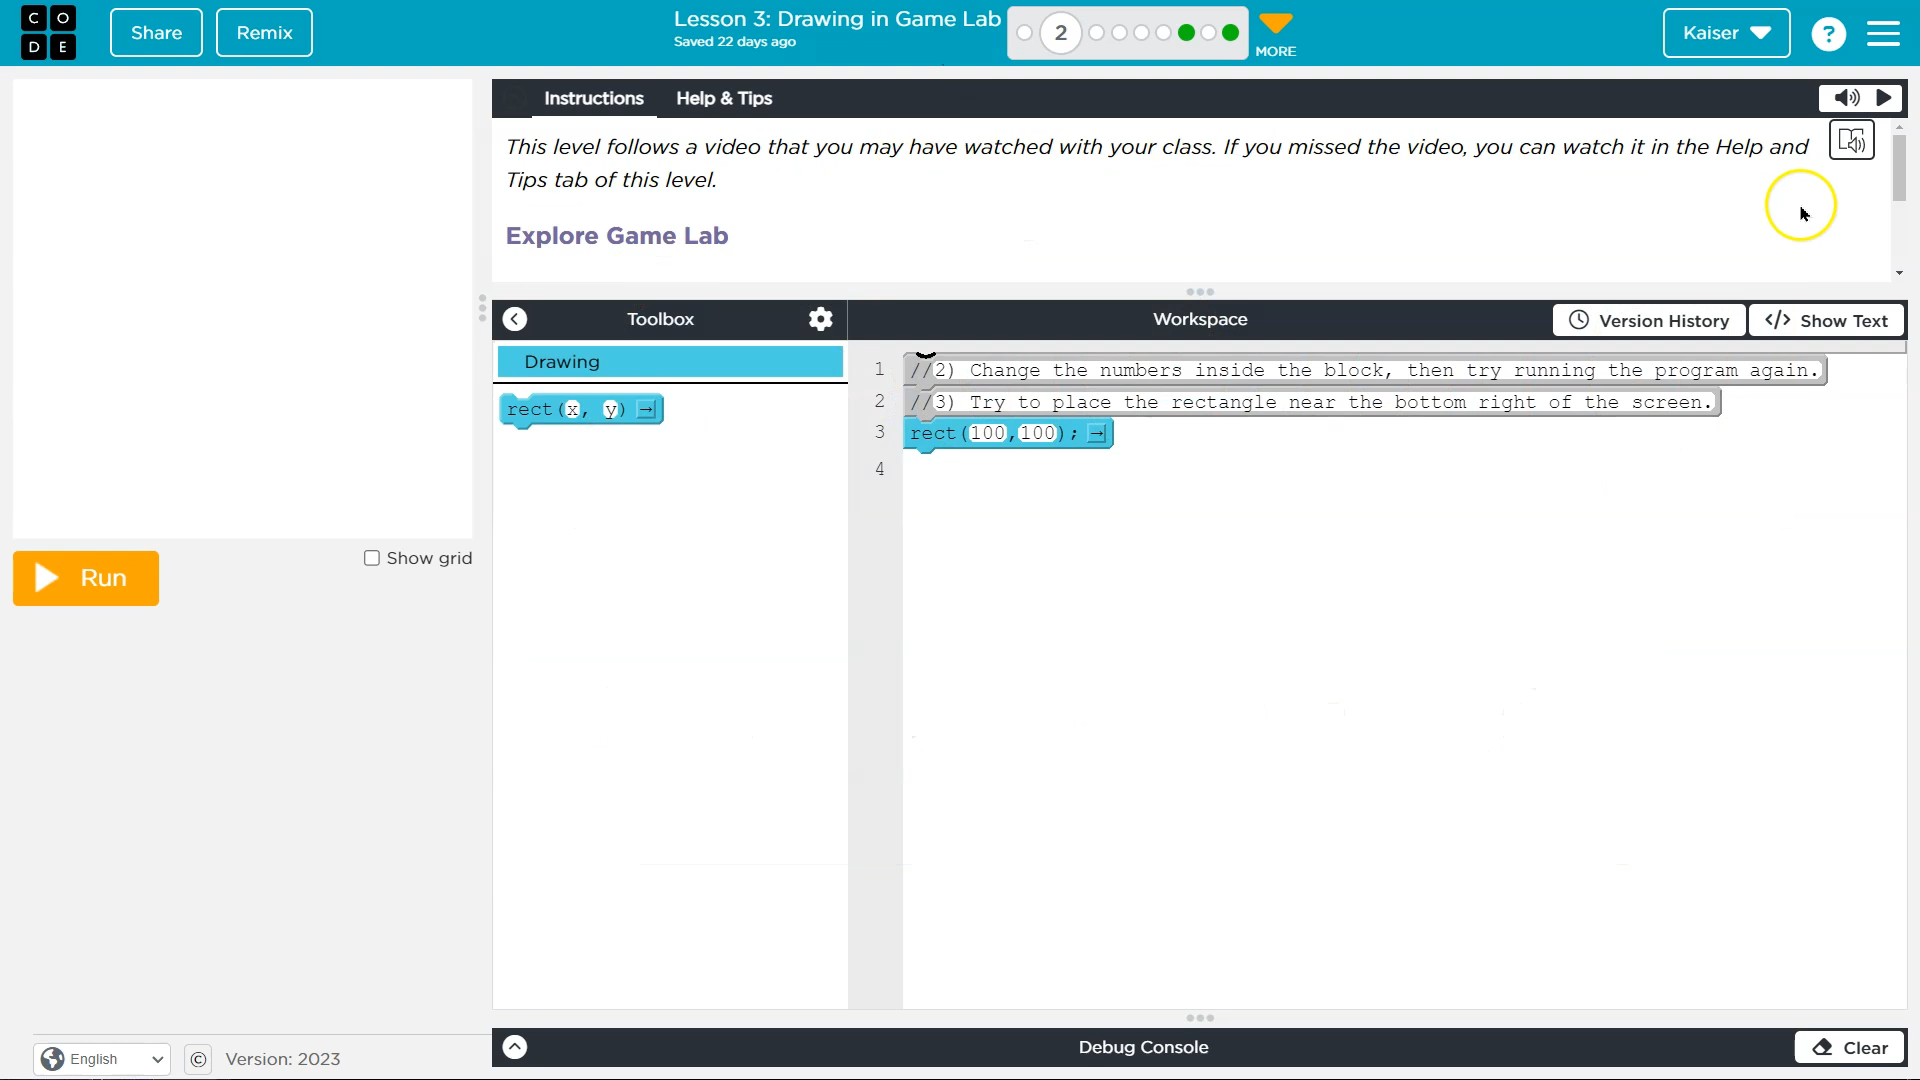 CODE
Share
Remix
Lesson 3: Drawing in Game Lab
Saved 22 days ago
2
MORE
Kaiser
?
Instructions
Help & Tips
This level follows a video that you may have watched with your class. If you missed the video, you can watch it in the Help and
Tips tab of this level.
Explore Game Lab
Toolbox
Workspace
Version History
</> Show Text
Drawing
rect(x, y) →
1 //2) Change the numbers inside the block, then try running the program again.
2 //3) Try to place the rectangle near the bottom right of the screen.
3 rect(100,100); →
4
Run
Show grid
English
©
Version: 2023
Debug Console
Clear